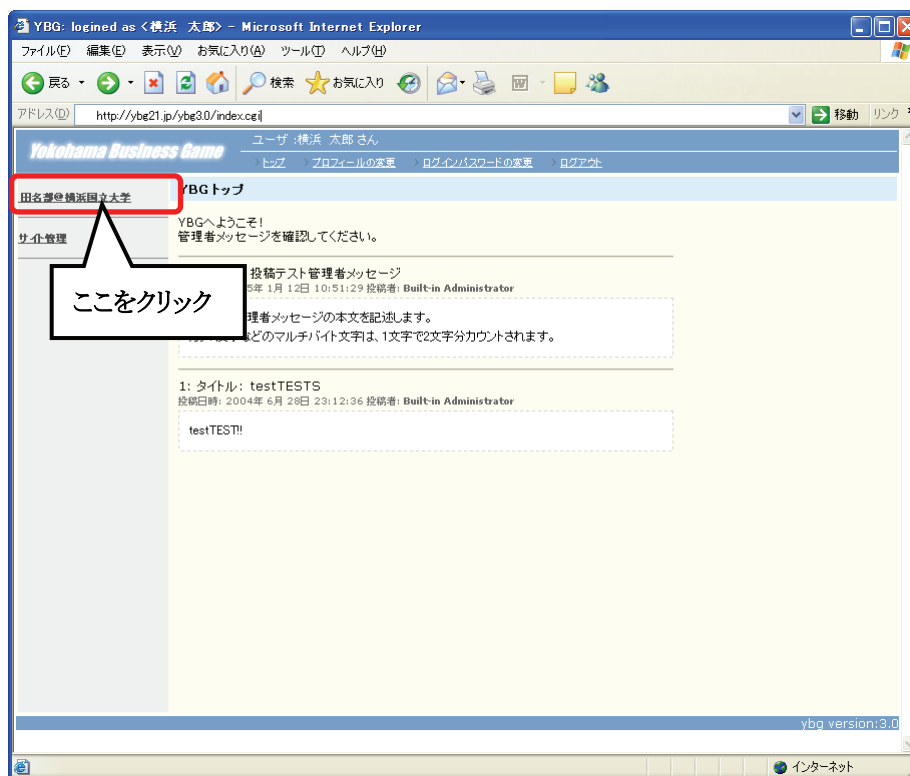 YBG: logined as <横浜 太郎> - Microsoft Internet Explorer
ファイル(F) 編集(E) 表示(V) お気に入り(A) ツール(T) ヘルプ(H)
戻る 検索 お気に入り
アドレス(D) http://ybg21.jp/ybg3.0/index.cgi 移動 リンク
Yokohama Business Game
ユーザ :横浜 太郎 さん
トップ プロフィールの変更 ログインパスワードの変更 ログアウト
田名部@横浜国立大学
サイト管理
YBGトップ
YBGへようこそ!
管理者メッセージを確認してください。
投稿テスト管理者メッセージ
5年 1月 12日 10:51:29 投稿者: Built-in Administrator
理者メッセージの本文を記述します。
などのマルチバイト文字は、1文字で2文字分カウントされます。
ここをクリック
1: タイトル: testTESTS
投稿日時: 2004年 6月 28日 23:12:36 投稿者: Built-in Administrator
testTEST!!
ybg version:3.0
インターネット